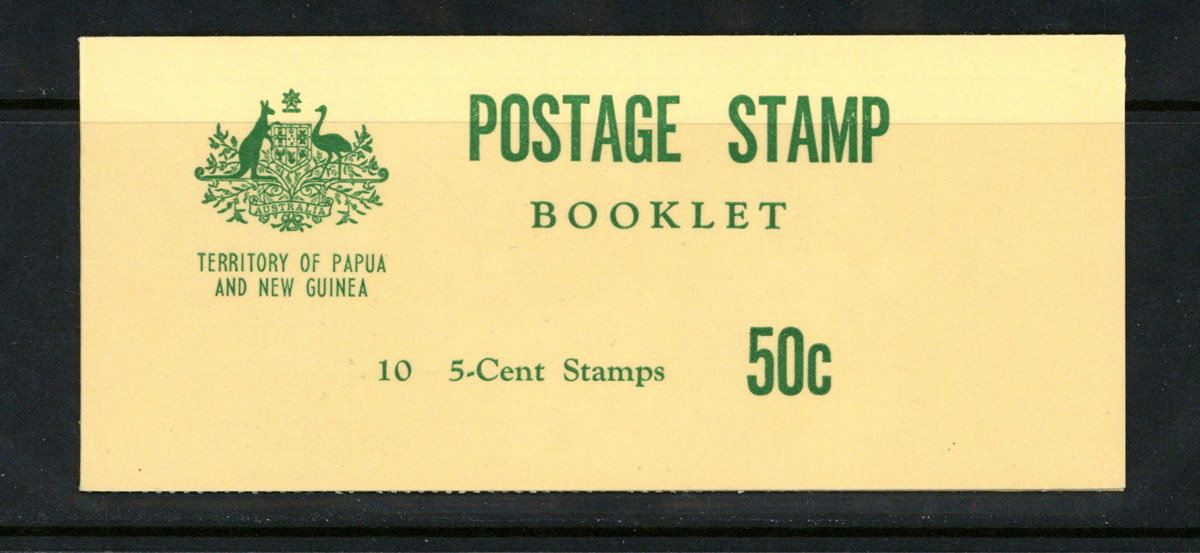 POSTAGE STAMP
BOOKLET
AUSTRALIA
TERRITORY OF PAPUA
AND NEW GUINEA
10 5-Cent Stamps 50c